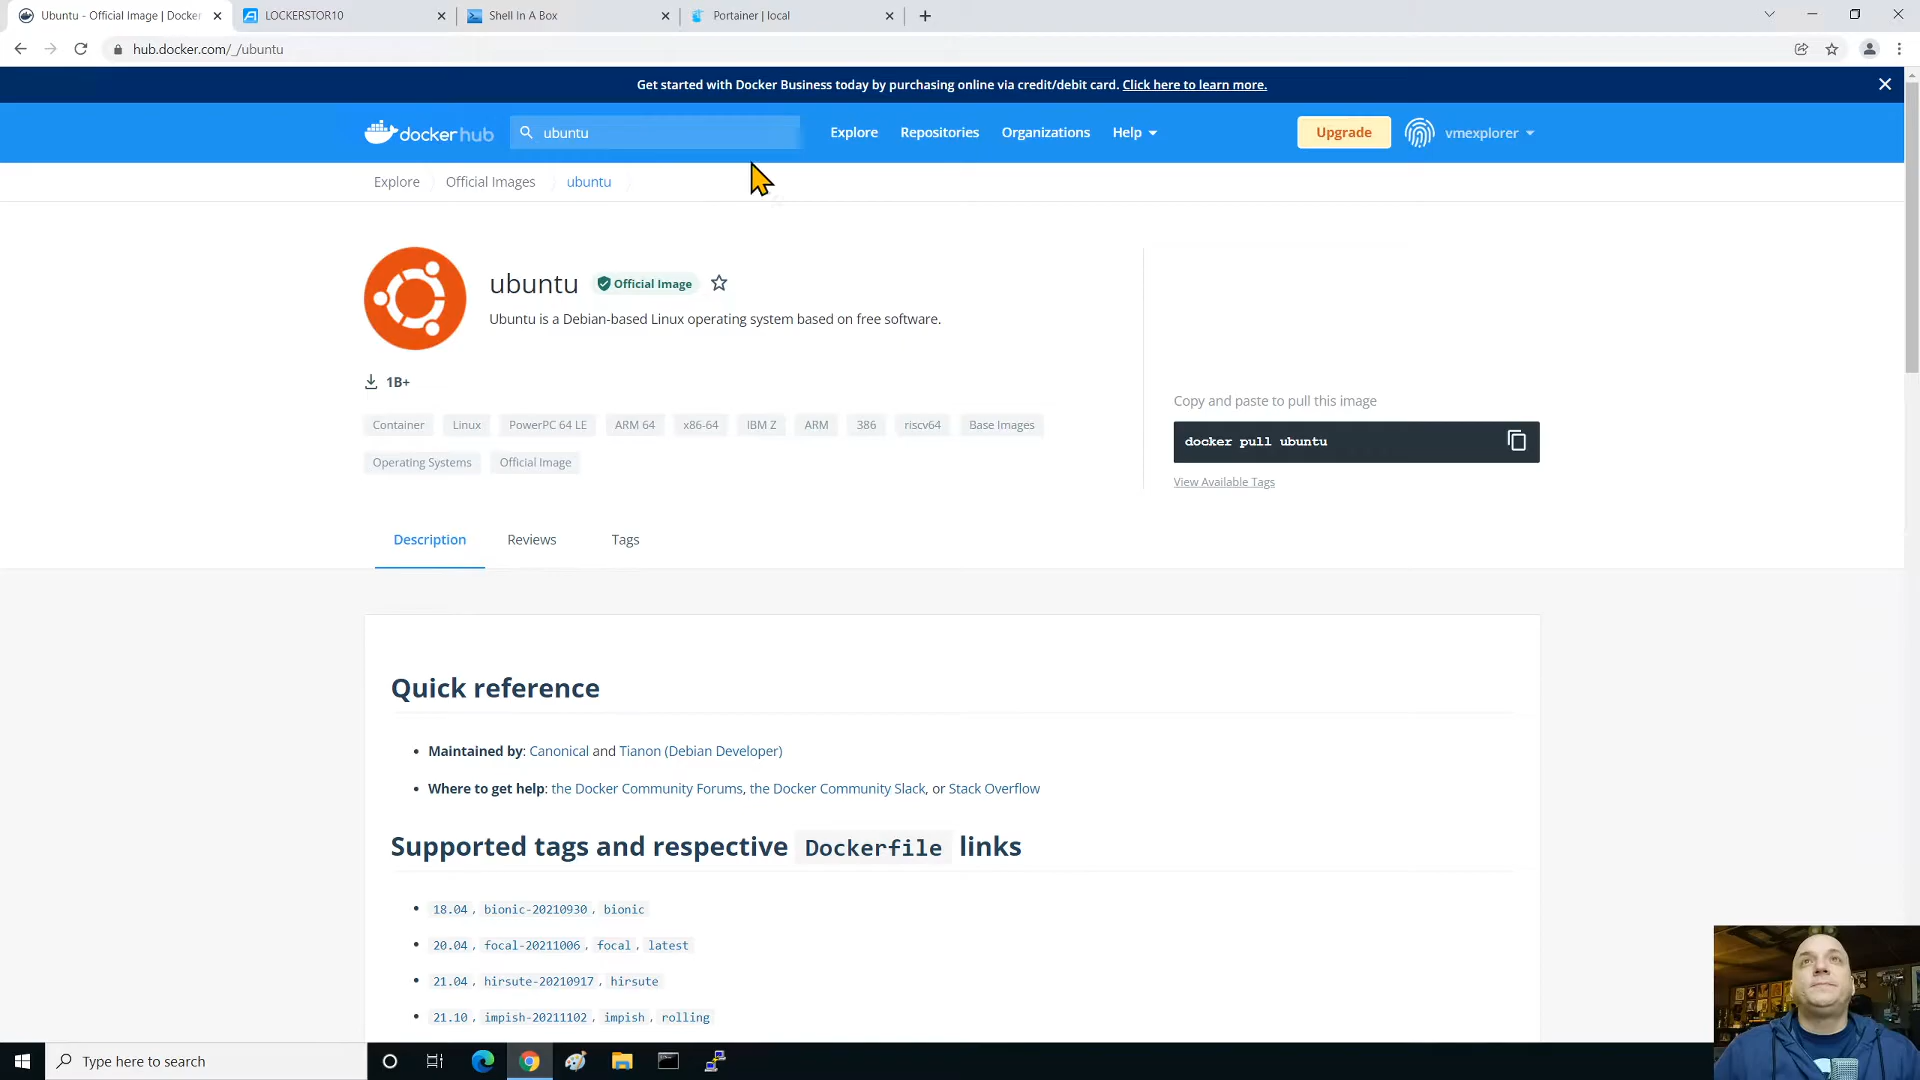 Ubuntu - Official Image | Docker
LOCKERSTOR10
Shell In A Box
Portainer | local
hub.docker.com/_/ubuntu
Get started with Docker Business today by purchasing online via credit/debit card. Click here to learn more.
dockerhub
ubuntu
Explore
Repositories
Organizations
Help
Upgrade
vmexplorer
Explore
Official Images
ubuntu
ubuntu
Official Image
Ubuntu is a Debian-based Linux operating system based on free software.
1B+
Container
Linux
PowerPC 64 LE
ARM 64
x86-64
IBM Z
ARM
386
riscv64
Base Images
Operating Systems
Official Image
Copy and paste to pull this image
docker pull ubuntu
View Available Tags
Description
Reviews
Tags
Quick reference
• Maintained by: Canonical and Tianon (Debian Developer)
• Where to get help: the Docker Community Forums, the Docker Community Slack, or Stack Overflow
Supported tags and respective Dockerfile links
• 18.04, bionic-20210930, bionic
• 20.04, focal-20211006, focal, latest
• 21.04, hirsute-20210917, hirsute
• 21.10, impish-20211102, impish, rolling
Type here to search